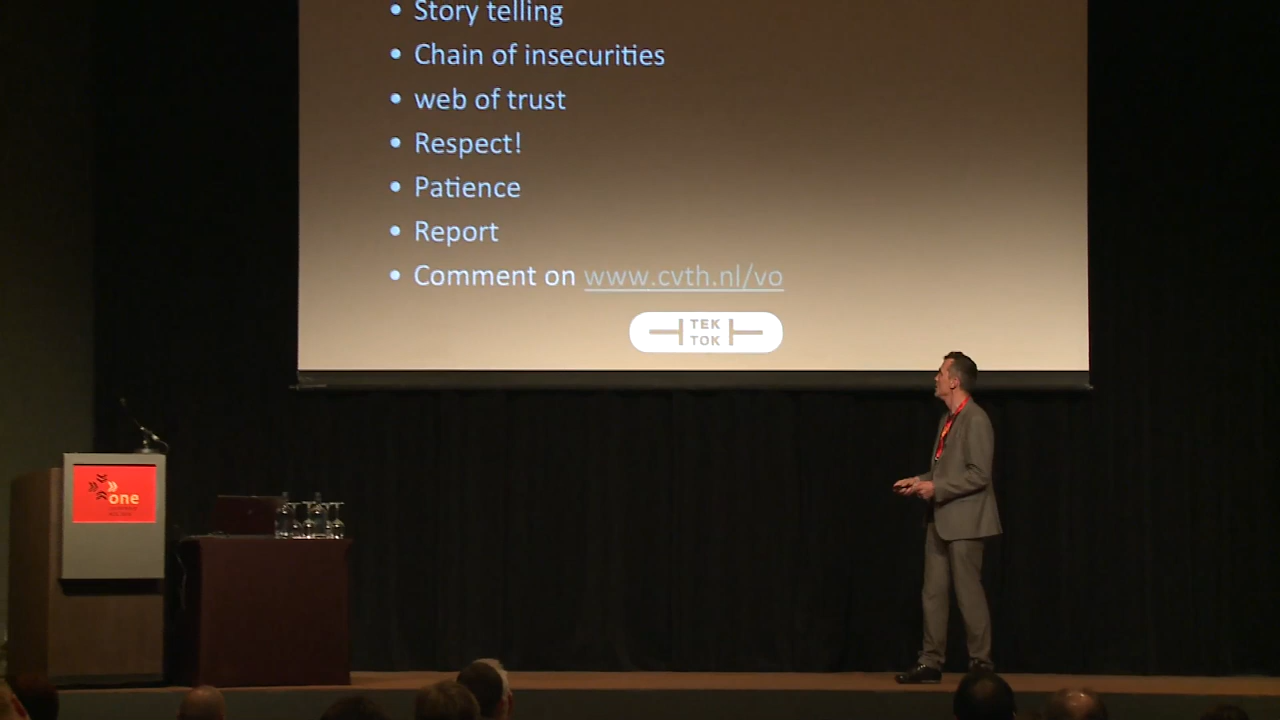 • Story telling
• Chain of insecurities
• web of trust
• Respect!
• Patience
• Report
• Comment on www.cvth.nl/vo
TEK
TOK
one